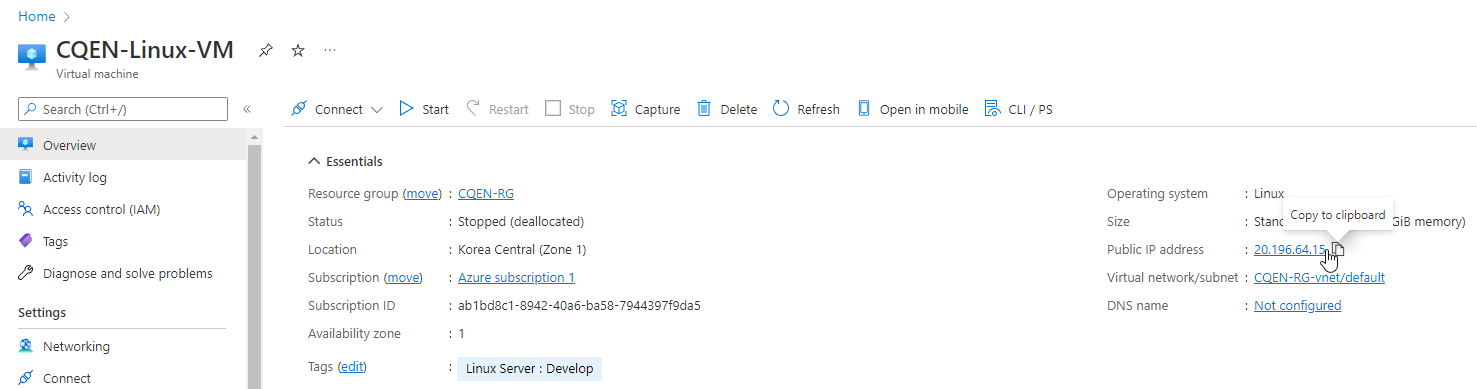 Home >
CQEN-Linux-VM ...
Virtual machine
Search (Ctrl+/) «
Connect Start Restart Stop Capture Delete Refresh Open in mobile CLI / PS
Overview
Activity log
Access control (IAM)
Tags
Diagnose and solve problems
Settings
Networking
Connect
Essentials
Resource group (move) : CQEN-RG
Status : Stopped (deallocated)
Location : Korea Central (Zone 1)
Subscription (move) : Azure subscription 1
Subscription ID : ab1bd8c1-8942-40a6-ba58-7944397f9da5
Availability zone : 1
Tags (edit) : Linux Server : Develop
Operating system : Linux
Copy to clipboard
Size : GiB memory)
Public IP address : 20.196.64.15
Virtual network/subnet : CQEN-RG-vnet/default
DNS name : Not configured